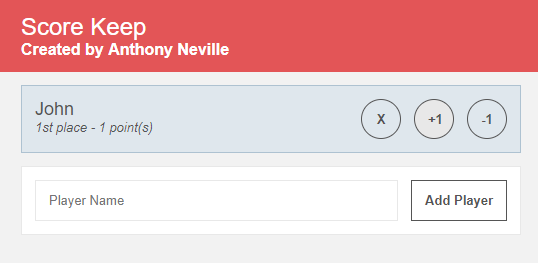 Score Keep
Created by Anthony Neville
John
1st place - 1 point(s)
X
+1
-1
Player Name
Add Player